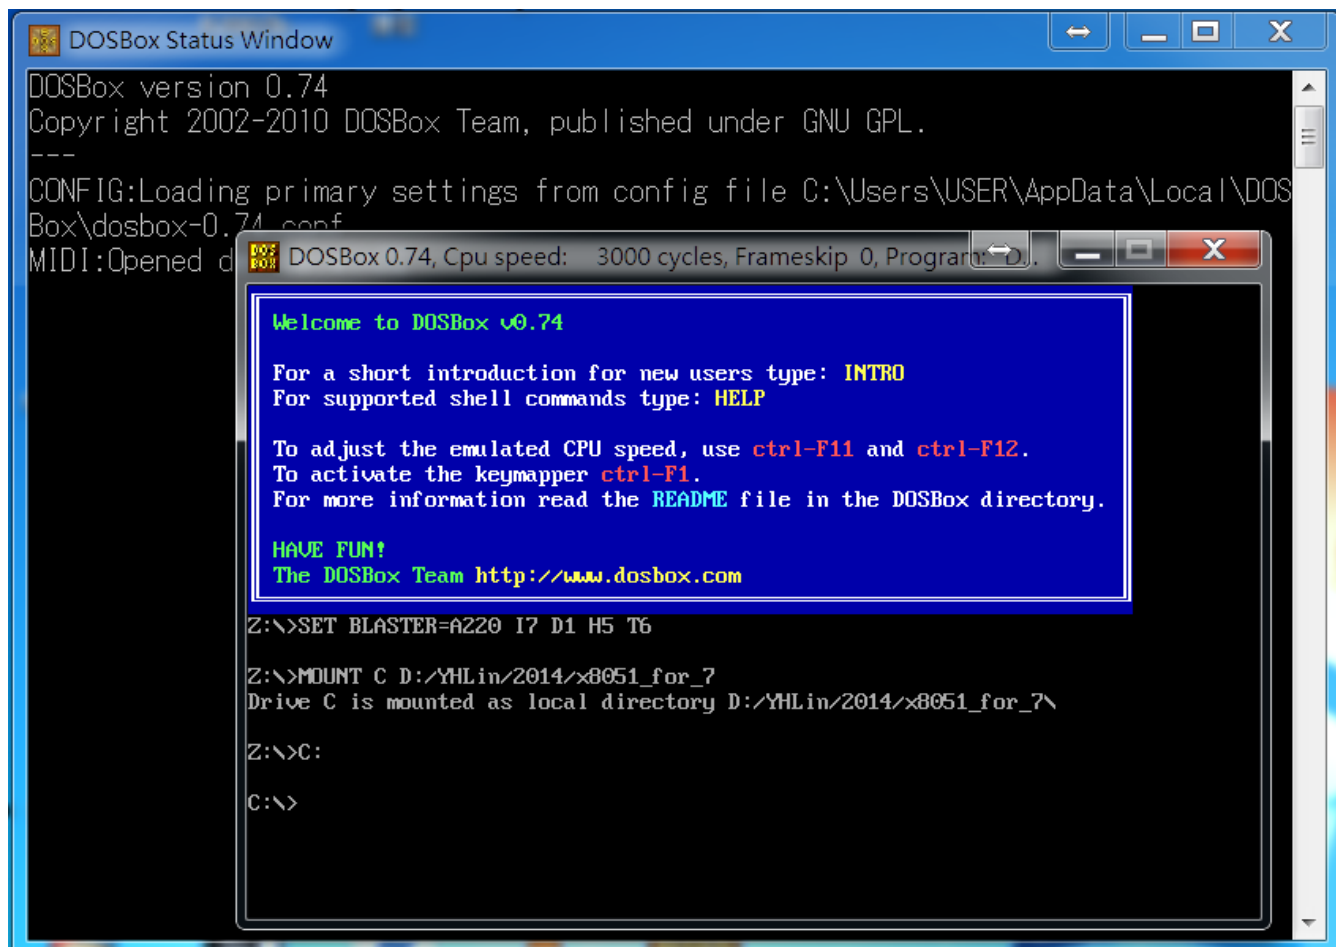 DOSBox Status Window
DOSBox version 0.74
Copyright 2002-2010 DOSBox Team, published under GNU GPL.
---
CONFIG:Loading primary settings from config file C:\Users\USER\AppData\Local\DOS
Box\dosbox-0.74.conf
MIDI:Opened
DOSBox 0.74, Cpu speed: 3000 cycles, Frameskip 0, Program: D...
Welcome to DOSBox v0.74
For a short introduction for new users type: INTRO
For supported shell commands type: HELP
To adjust the emulated CPU speed, use ctrl-F11 and ctrl-F12.
To activate the keymapper ctrl-F1.
For more information read the README file in the DOSBox directory.
HAVE FUN!
The DOSBox Team http://www.dosbox.com
Z:\>SET BLASTER=A220 I7 D1 H5 T6
Z:\>MOUNT C D:/YHLin/2014/x8051_for_7
Drive C is mounted as local directory D:/YHLin/2014/x8051_for_7\
Z:\>C:
C:\>